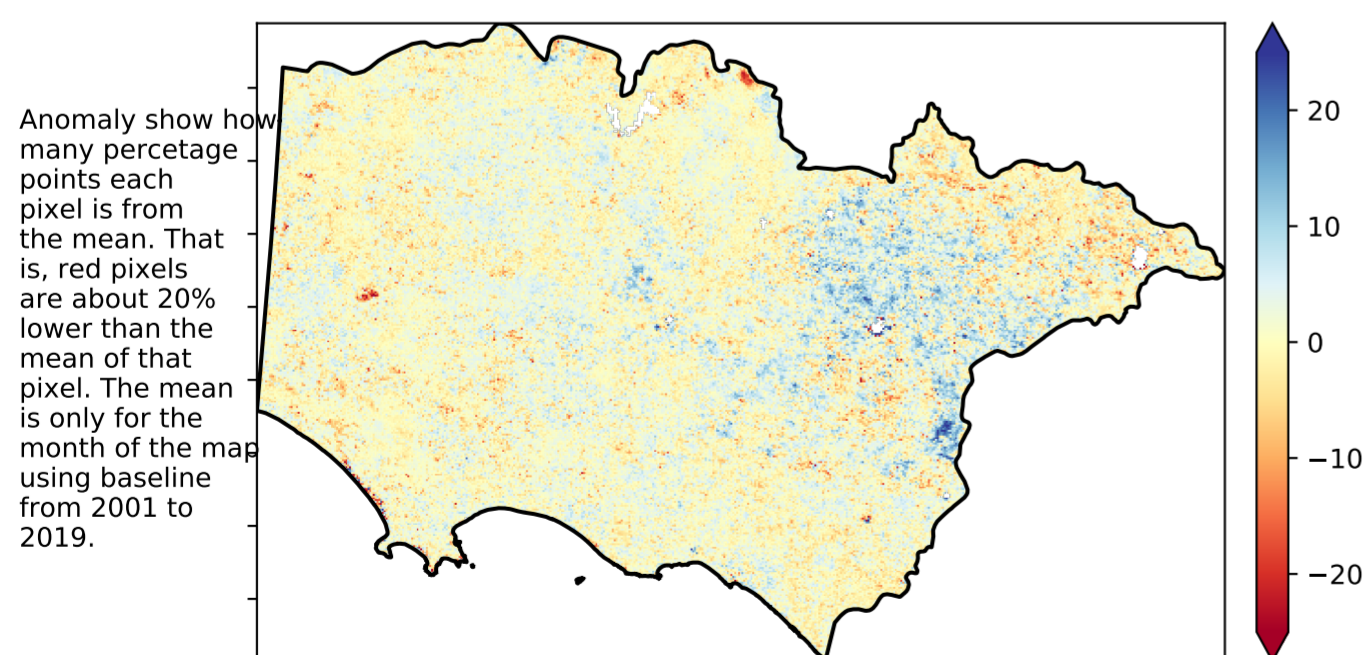 Anomaly show how
many percetage
points each
pixel is from
the mean. That
is, red pixels
are about 20%
lower than the
mean of that
pixel. The mean
is only for the
month of the map
using baseline
from 2001 to
2019.
20
10
0
−10
−20